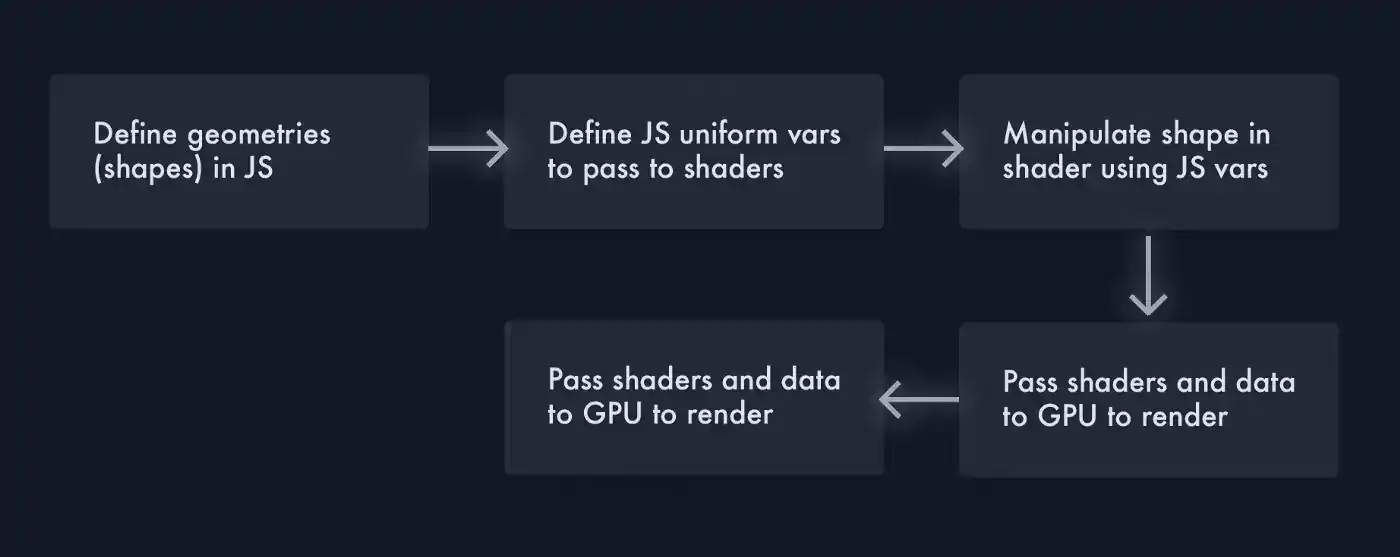 Define geometries
(shapes) in JS
Define JS uniform vars
to pass to shaders
Manipulate shape in
shader using JS vars
Pass shaders and data
to GPU to render
Pass shaders and data
to GPU to render